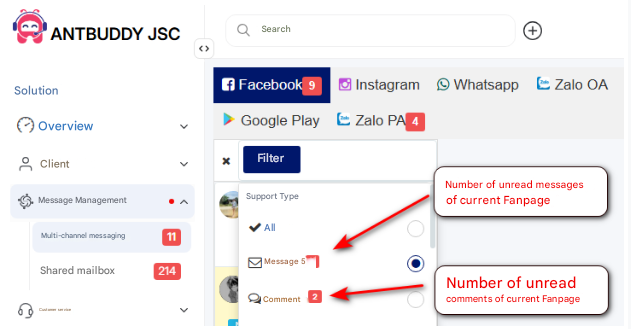 ANTBUDDY JSC
Search
Solution
Overview
Client
Message Management
Multi-channel messaging 11
Shared mailbox 214
Customer service
Facebook 9 Instagram Whatsapp Zalo OA
Google Play Zalo PA 4
Filter
Support Type
All
Message 5
Comment 2
Number of unread messages
of current Fanpage
Number of unread
comments of current Fanpage